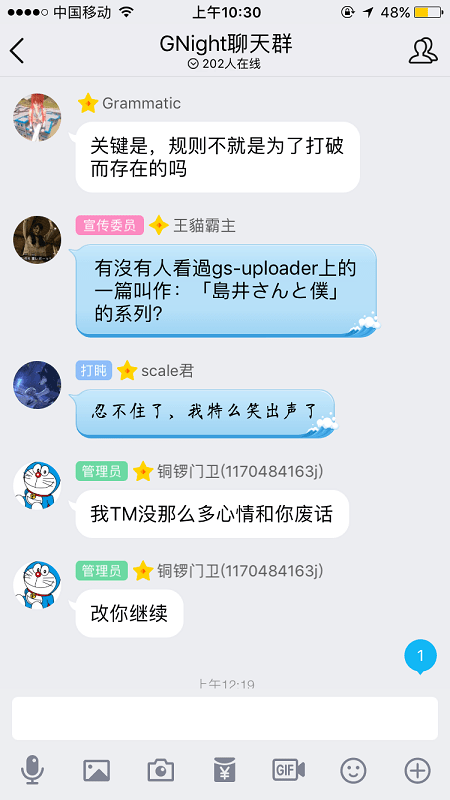 中国移动 上午10:30 48%
GNight聊天群
202人在线
Grammatic
关键是，规则不就是为了打破
而存在的吗
宣传委员 王貓霸主
有沒有人看過gs-uploader上的
一篇叫作：「島井さんと僕」
的系列?
打盹 scale君
忍不住了，我特么笑出声了
管理员 铜锣门卫(1170484163j)
我TM没那么多心情和你废话
管理员 铜锣门卫(1170484163j)
改你继续
1
上午12:19
GIF